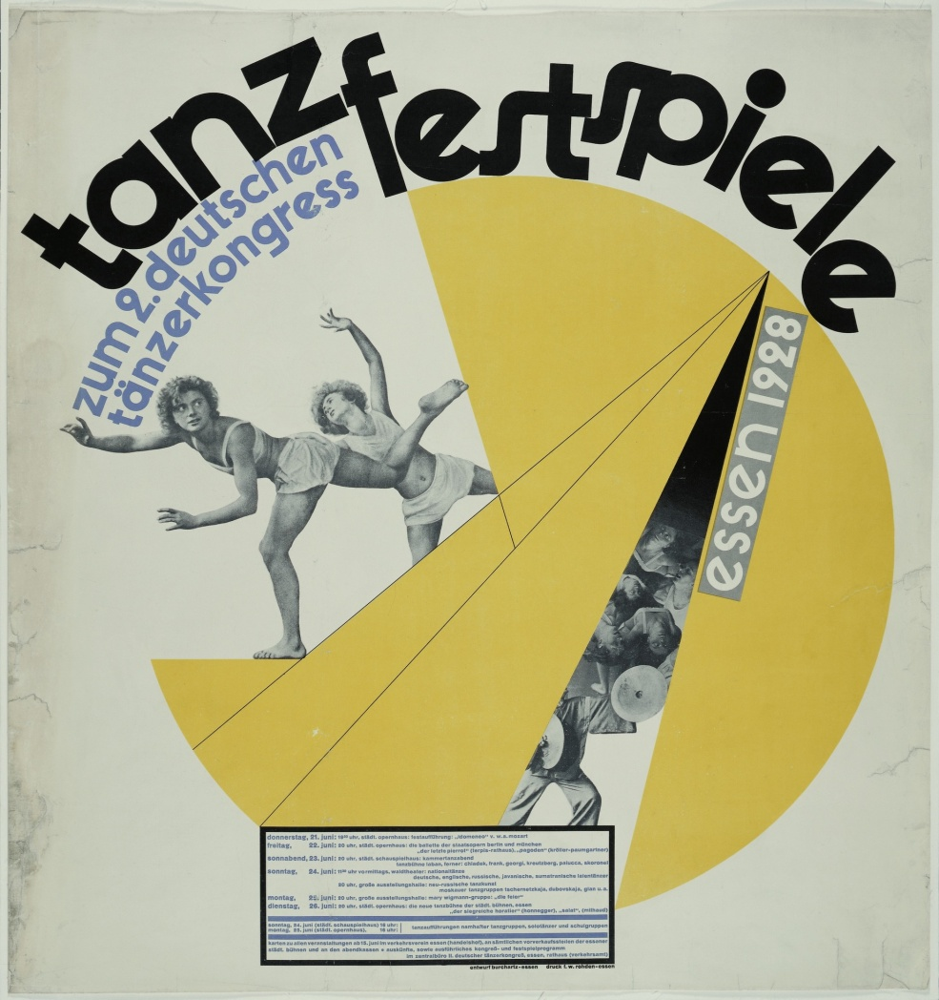 tanzfestspiele
zum 2. deutschen
tänzerkongress
essen 1928
donnerstag, 21. juni: 19³⁰ uhr, städt. opernhaus: festaufführung: „idomeneo" v. w. a. mozart
freitag, 22. juni: 20 uhr, städt. opernhaus: die ballette der staatsopern berlin und münchen
„der letzte pierrot" (terpis-rathaus), „pagoden" (kröller-paumgartner)
sonnabend, 23. juni: 20 uhr, städt. schauspielhaus: kammertanzabend
tanzbühne laban, ferner: chladek, frank, georgi, kreutzberg, palucca, skoronel
sonntag, 24. juni: 11³⁰ uhr vormittags, waldtheater: nationaltänze
deutsche, englische, russische, javanische, sumatranische laientänzer
20 uhr, große ausstellungshalle: neu-russische tanzkunst
moskauer tanzgruppen tschernetzkaja, dubovskaja, gian u. a.
montag, 25. juni: 20 uhr, große ausstellungshalle: mary wigmann-gruppe: „die feier"
dienstag, 26. juni: 20 uhr, städt. opernhaus: die neue tanzbühne der städt. bühnen, essen
„der siegreiche horatier" (honnegger), „salat", (milhaud)
sonntag, 24. juni (städt. schauspielhaus) 16 uhr:
montag, 25. juni (städt. opernhaus), 16 uhr:
tanzaufführungen namhafter tanzgruppen, solotänzer und schulgruppen
karten zu allen veranstaltungen ab 15. juni im verkehrsverein essen (handelshof), an sämtlichen vorverkaufsstellen der essener
städt. bühnen und an den abendkassen • auskünfte, sowie ausführliches kongreß- und festspielprogramm
im zentralbüro II. deutscher tänzerkongreß, essen, rathaus (verkehrsamt)
entwurf burchartz-essen druck f. w. rohden-essen